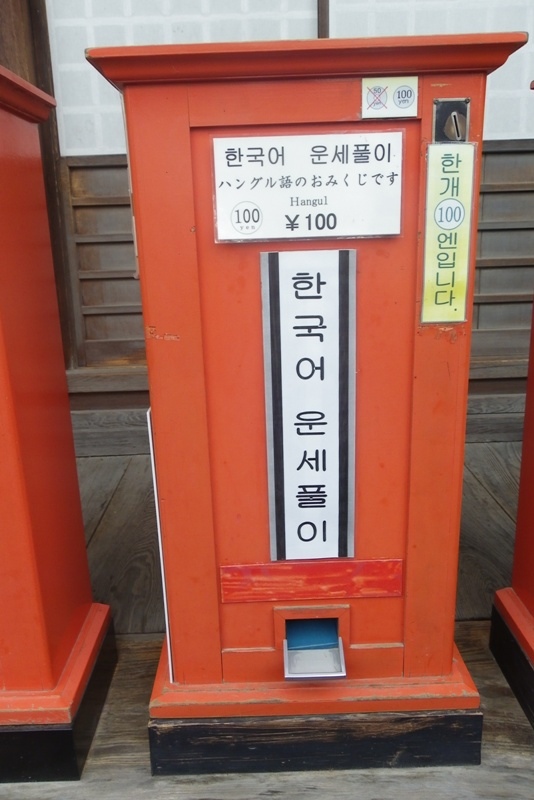 50
100
yen
한국어 운세풀이
ハングル語のおみくじです
Hangul
100
￥100
한개
100
엔입니다.
한국어 운세풀이